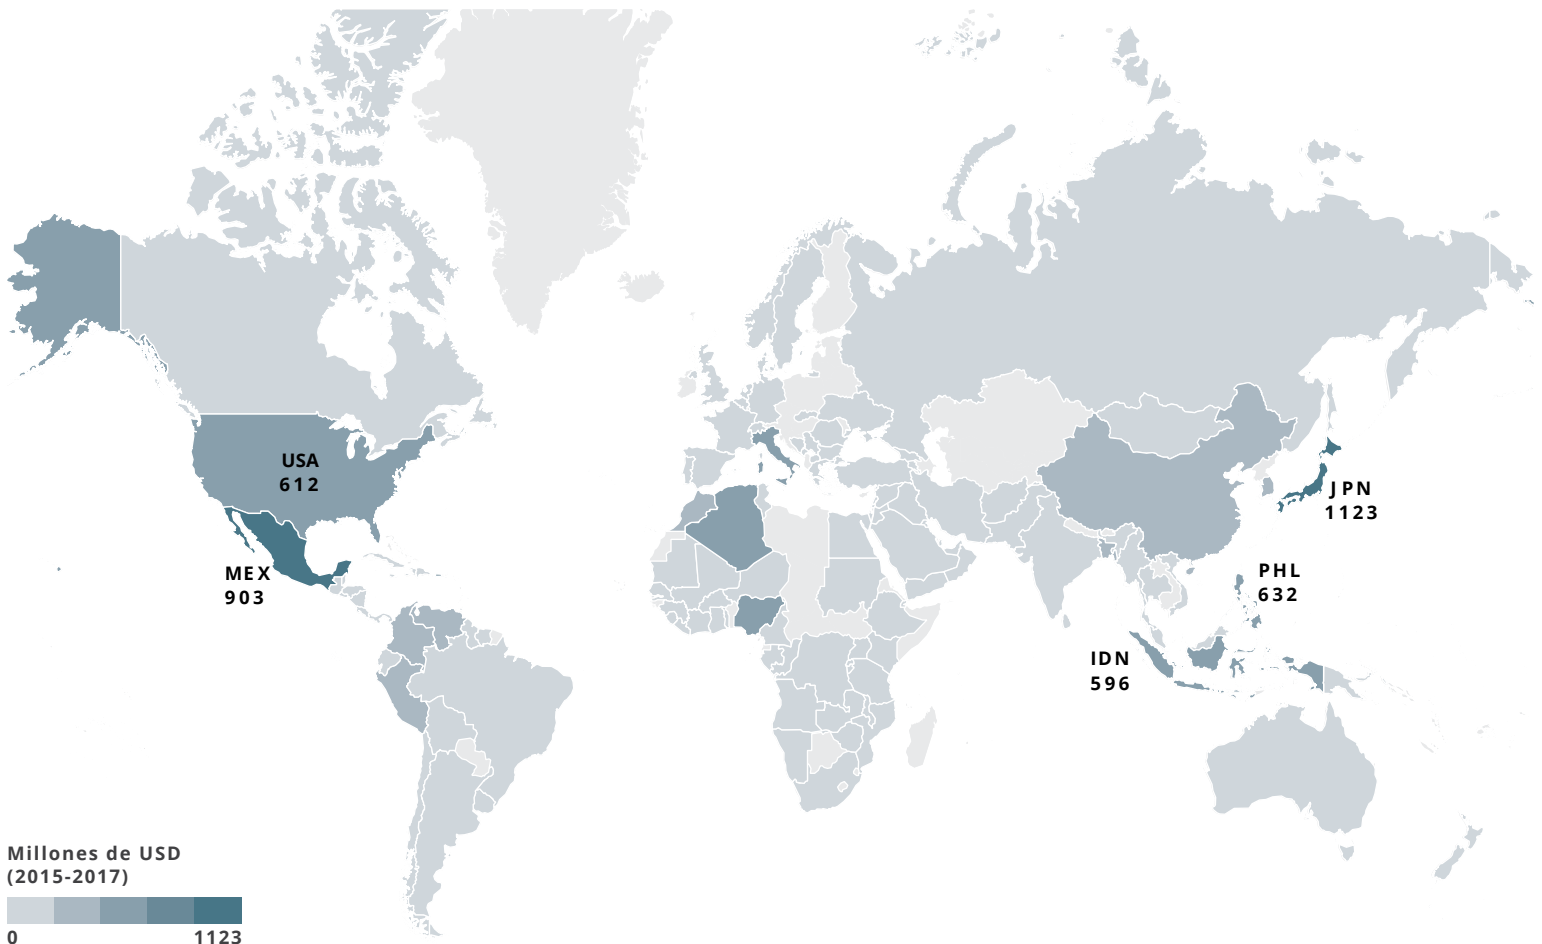 USA
612
JPN
1123
MEX
903
PHL
632
IDN
596
Millones de USD
(2015-2017)
0 1123